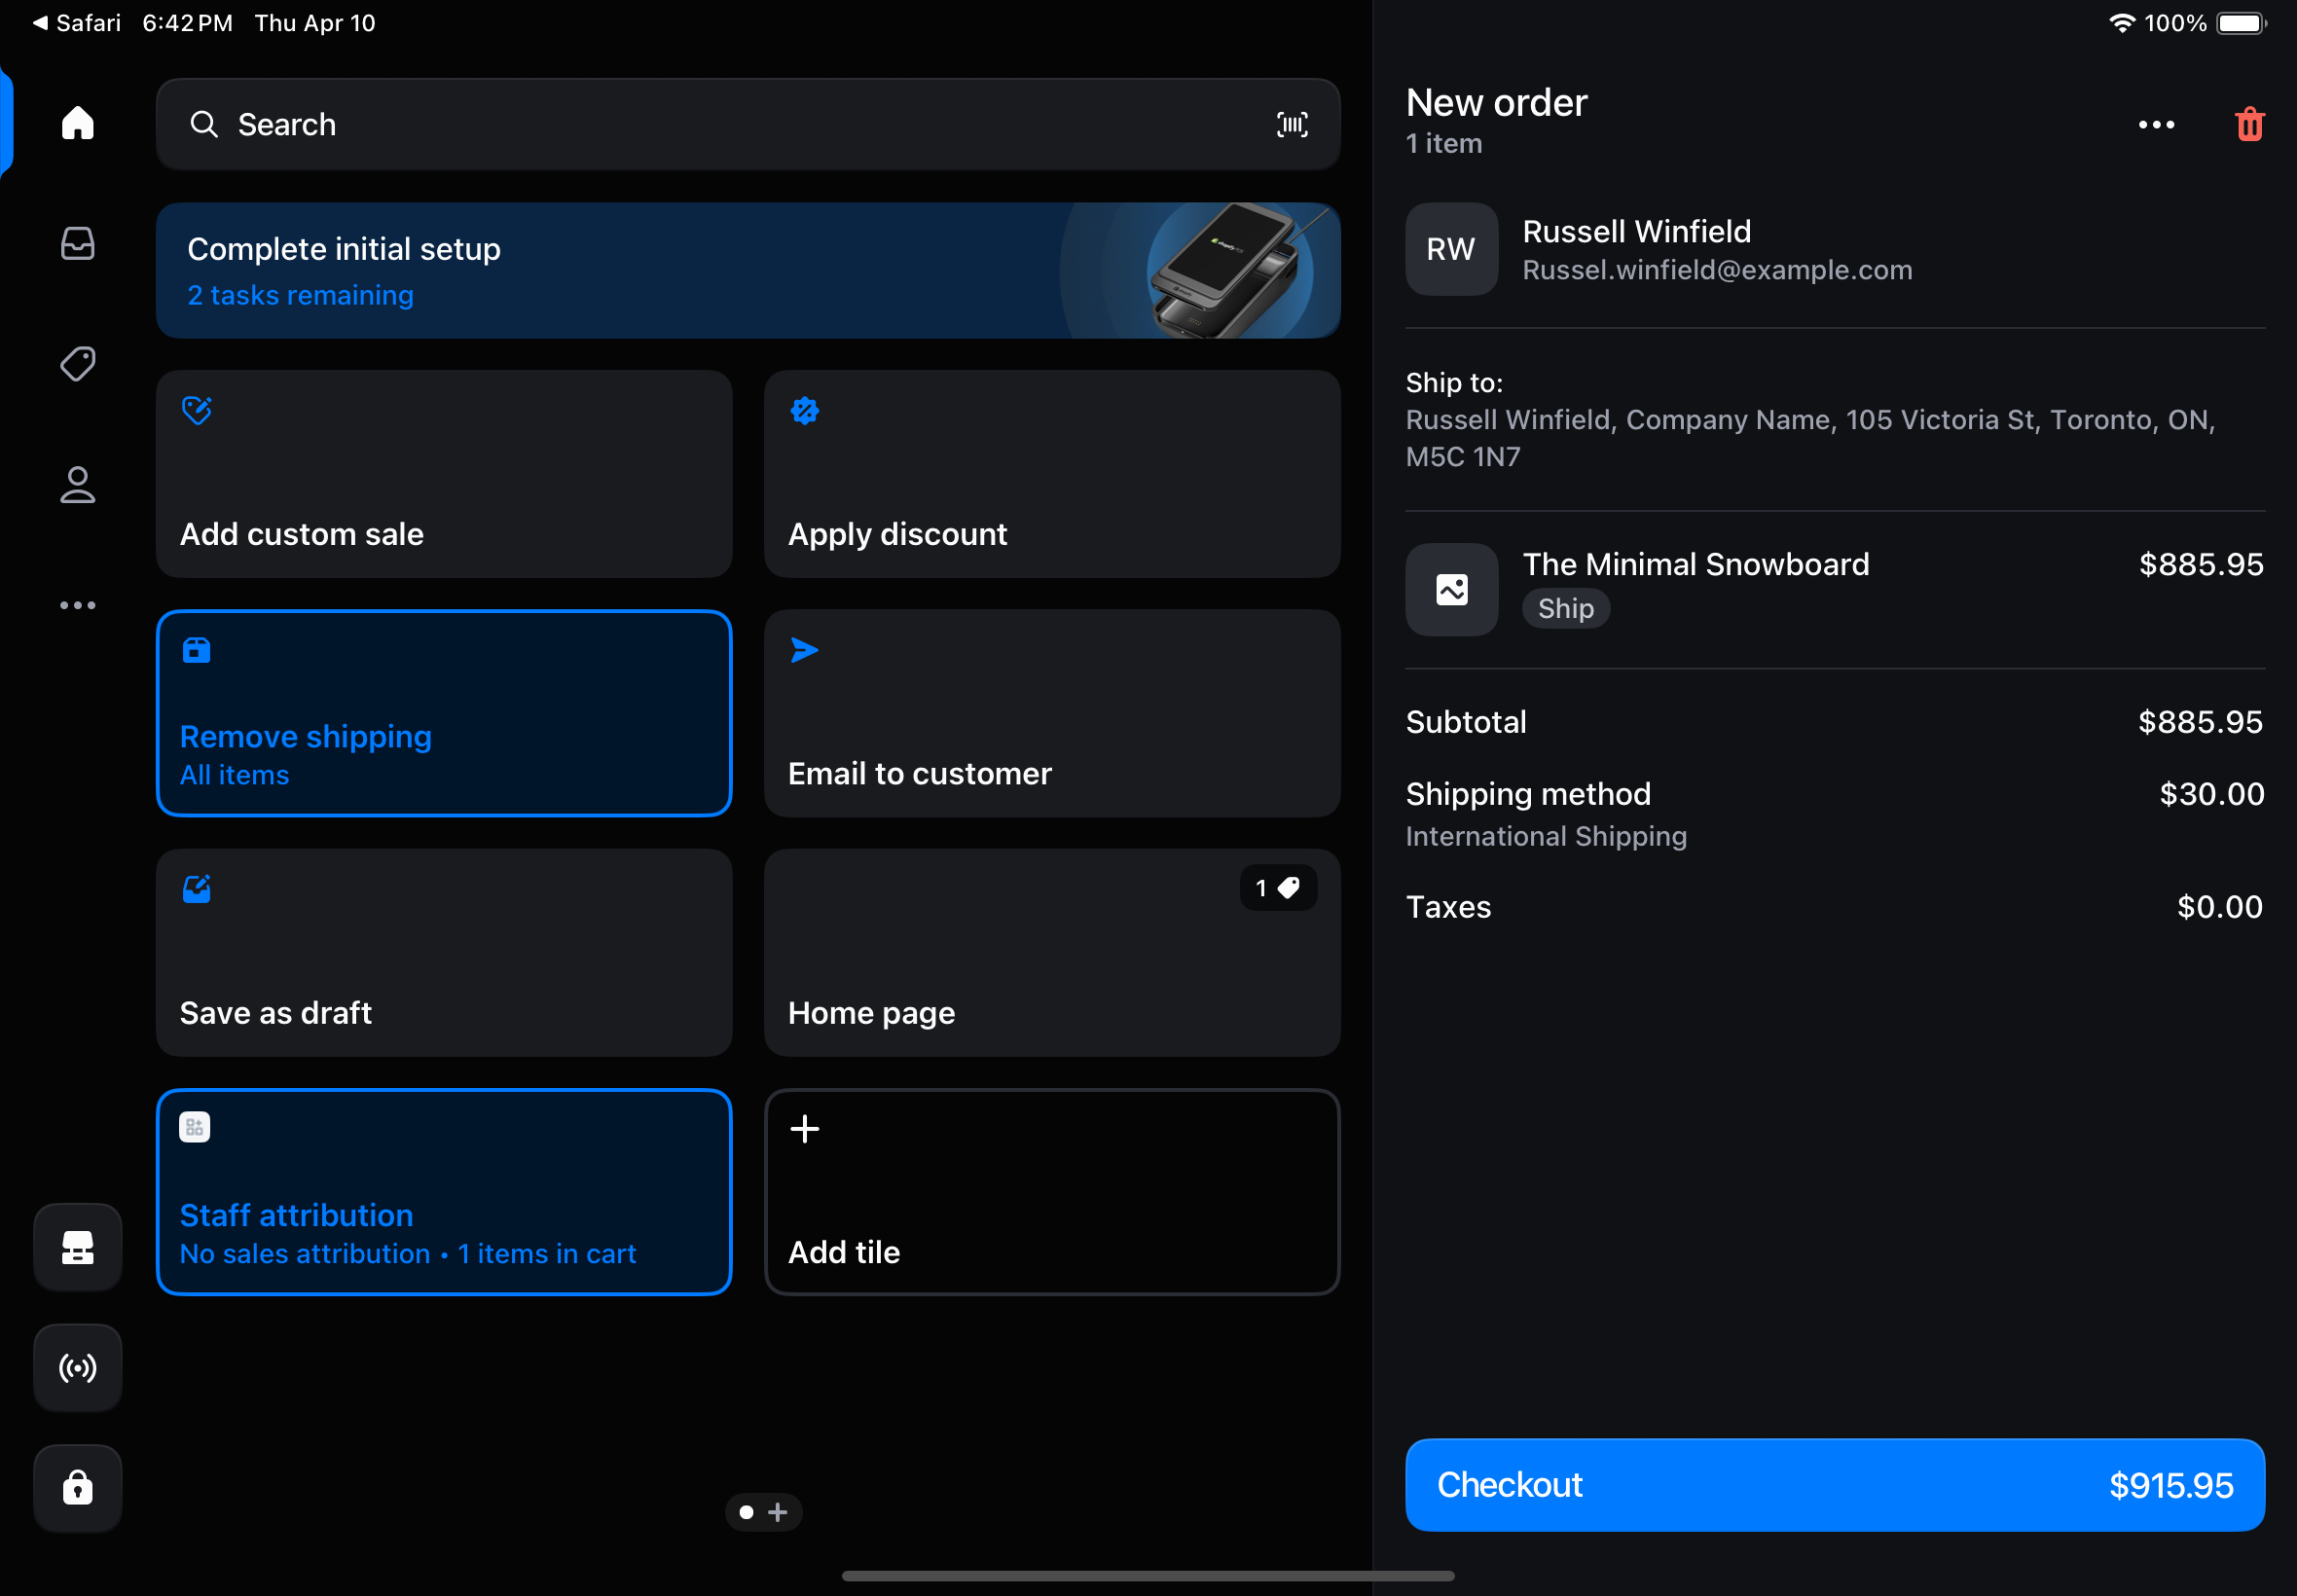 Safari 6:42 PM Thu Apr 10
100%
Search
Complete initial setup
2 tasks remaining
Add custom sale
Apply discount
Remove shipping
All items
Email to customer
Save as draft
1
Home page
Staff attribution
No sales attribution • 1 items in cart
Add tile
New order
1 item
RW
Russell Winfield
Russel.winfield@example.com
Ship to:
Russell Winfield, Company Name, 105 Victoria St, Toronto, ON,
M5C 1N7
The Minimal Snowboard $885.95
Ship
Subtotal $885.95
Shipping method $30.00
International Shipping
Taxes $0.00
Checkout $915.95